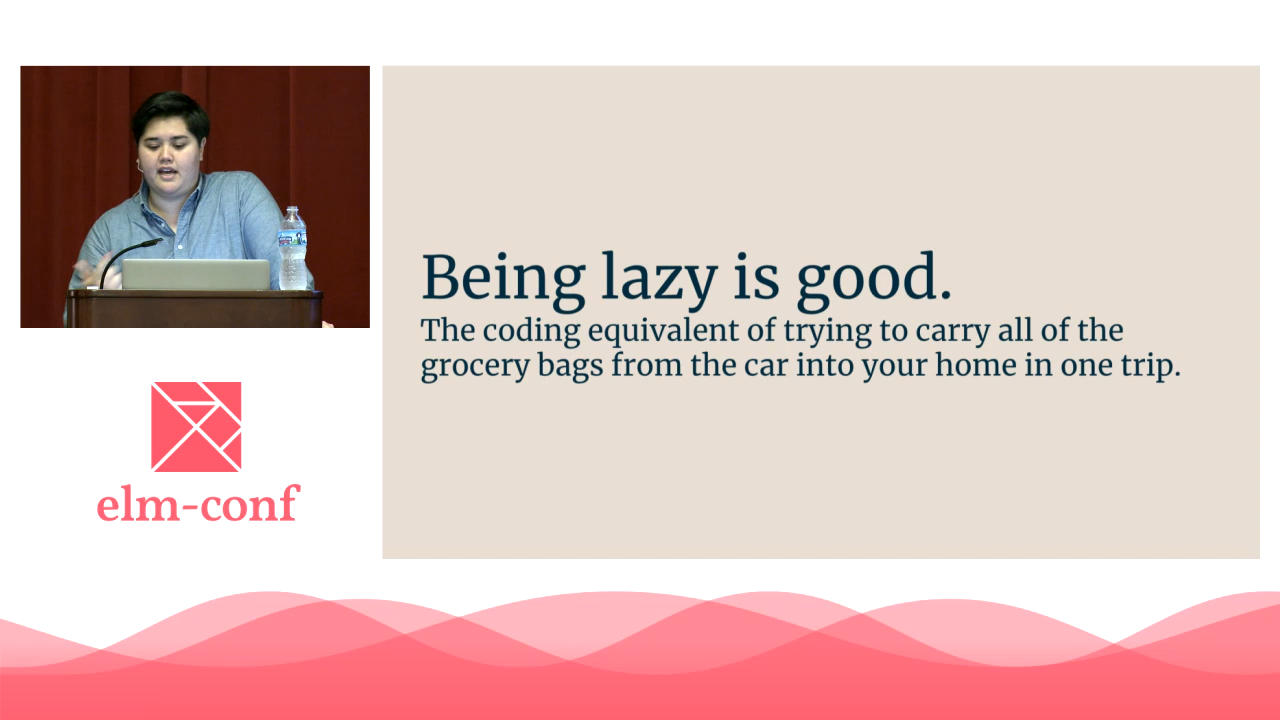 Being lazy is good.
The coding equivalent of trying to carry all of the
grocery bags from the car into your home in one trip.
elm-conf